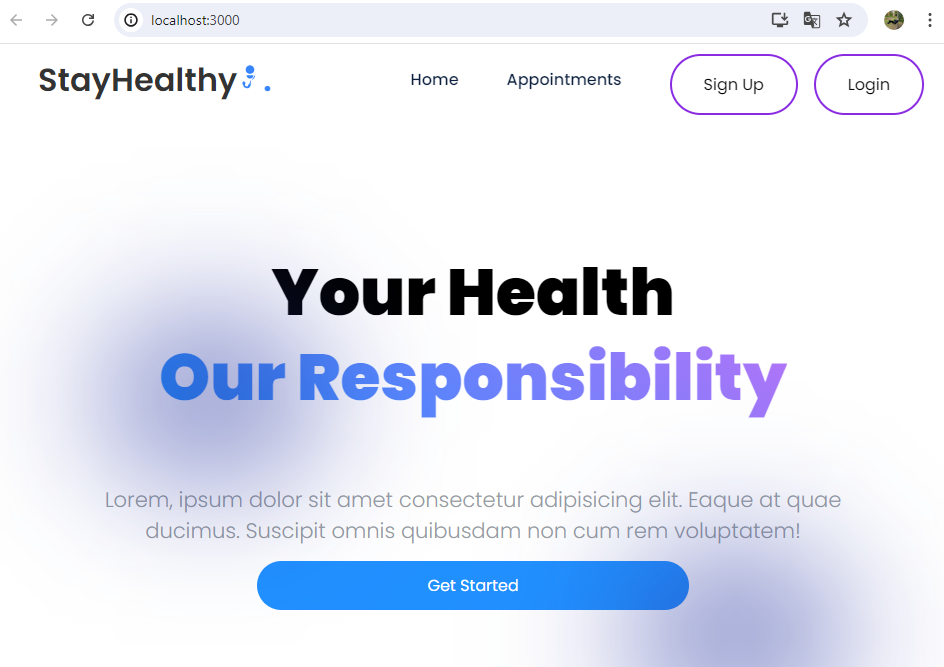 localhost:3000
StayHealthy .
Home Appointments Sign Up Login
Your Health
Our Responsibility
Lorem, ipsum dolor sit amet consectetur adipisicing elit. Eaque at quae
ducimus. Suscipit omnis quibusdam non cum rem voluptatem!
Get Started